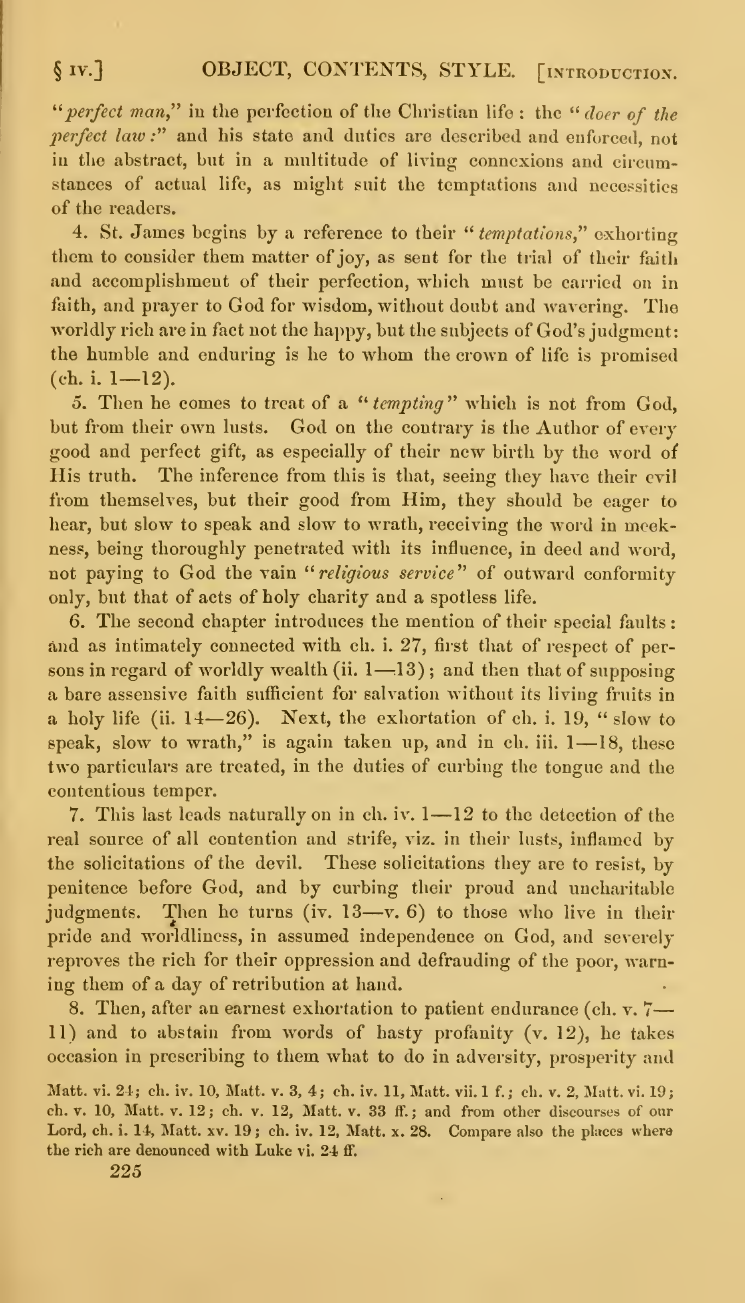 § IV.] OBJECT, CONTENTS, STYLE. [INTRODUCTION.
“perfect man,” in the perfection of the Christian life : the “ doer of the
perfect law :” and his state and duties are described and enforced, not
in the abstract, but in a multitude of living connexions and circum-
stances of actual life, as might suit the temptations and necessities
of the readers.
4. St. James begins by a reference to their “ temptations,” exhorting
them to consider them matter of joy, as sent for the trial of their faith
and accomplishment of their perfection, which must be carried on in
faith, and prayer to God for wisdom, without doubt and wavering. The
worldly rich are in fact not the happy, but the subjects of God’s judgment:
the humble and enduring is he to whom the crown of life is promised
(ch. i. 1—12).
5. Then he comes to treat of a “ tempting ” which is not from God,
but from their own lusts. God on the contrary is the Author of every
good and perfect gift, as especially of their new birth by the word of
His truth. The inference from this is that, seeing they have their evil
from themselves, but their good from Him, they should be eager to
hear, but slow to speak and slow to wrath, receiving the word in meek-
ness, being thoroughly penetrated with its influence, in deed and word,
not paying to God the vain “ religious service ” of outward conformity
only, but that of acts of holy charity and a spotless life.
6. The second chapter introduces the mention of their special faults :
and as intimately connected with ch. i. 27, first that of respect of per-
sons in regard of worldly wealth (ii. 1—13) ; and then that of supposing
a bare assensive faith sufficient for salvation without its living fruits in
a holy life (ii. 14—26). Next, the exhortation of ch. i. 19, “ slow to
speak, slow to wrath,” is again taken up, and in ch. iii. 1—18, these
two particulars are treated, in the duties of curbing the tongue and the
contentious temper.
7. This last leads naturally on in ch. iv. 1—12 to the detection of the
real source of all contention and strife, viz. in their lusts, inflamed by
the solicitations of the devil. These solicitations they are to resist, by
penitence before God, and by curbing their proud and uncharitable
judgments. Then he turns (iv. 13—v. 6) to those who live in their
pride and worldliness, in assumed independence on God, and severely
reproves the rich for their oppression and defrauding of the poor, warn-
ing them of a day of retribution at hand.
8. Then, after an earnest exhortation to patient endurance (ch. v. 7—
11) and to abstain from words of hasty profanity (v. 12), he takes
occasion in prescribing to them what to do in adversity, prosperity and
Matt. vi. 24; ch. iv. 10, Matt. v. 3, 4; ch. iv. 11, Matt. vii. 1 f.; ch. v. 2, Matt. vi. 19;
ch. v. 10, Matt. v. 12; ch. v. 12, Matt. v. 33 ff.; and from other discourses of our
Lord, ch. i. 14, Matt. xv. 19; ch. iv. 12, Matt. x. 28. Compare also the places where
the rich are denounced with Luke vi. 24 ff.
225